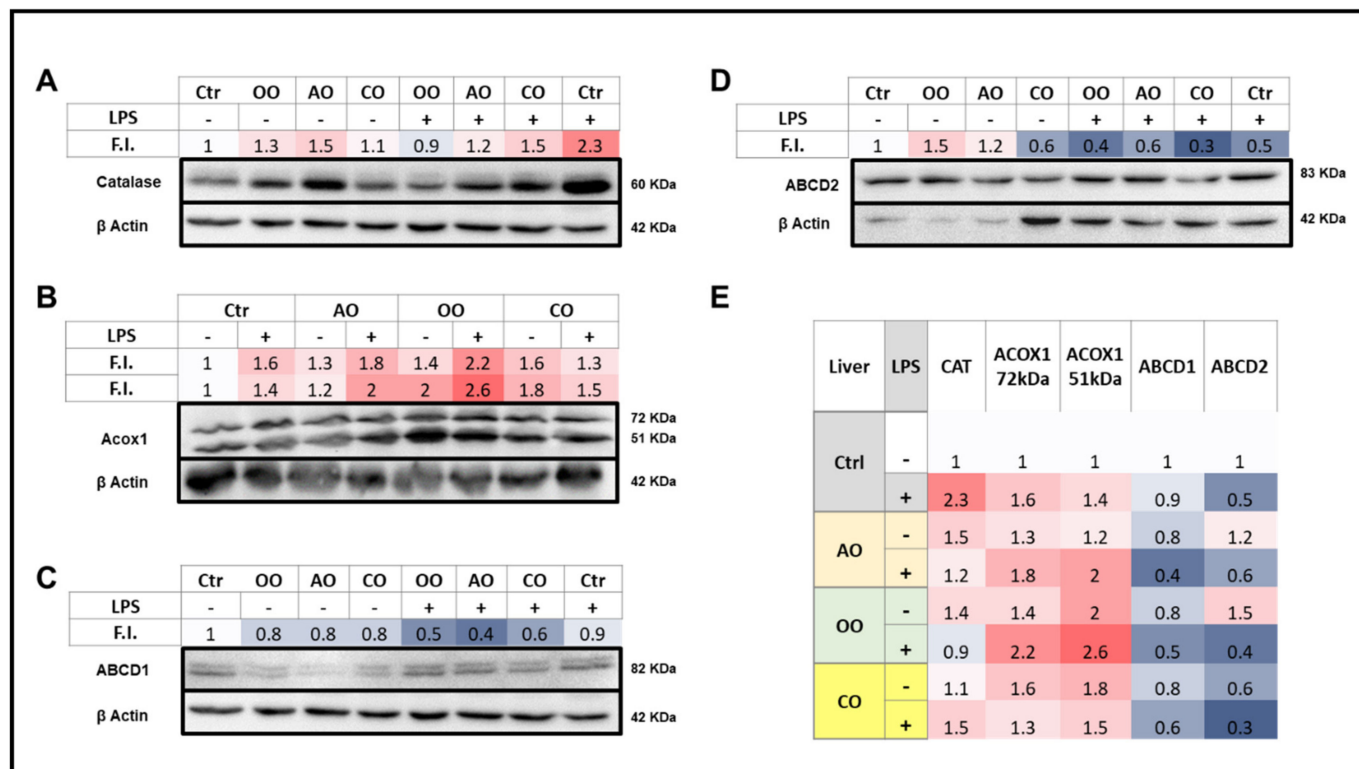 A
Ctr OO AO CO OO AO CO Ctr
LPS - - - - + + + +
F.I. 1 1.3 1.5 1.1 0.9 1.2 1.5 2.3
Catalase 60 KDa
β Actin 42 KDa
B
Ctr AO OO CO
LPS - + - + - + - +
F.I. 1 1.6 1.3 1.8 1.4 2.2 1.6 1.3
F.I. 1 1.4 1.2 2 2 2.6 1.8 1.5
72 KDa
Acox1 51 KDa
β Actin 42 KDa
C
Ctr OO AO CO OO AO CO Ctr
LPS - - - - + + + +
F.I. 1 0.8 0.8 0.8 0.5 0.4 0.6 0.9
ABCD1 82 KDa
β Actin 42 KDa
D
Ctr OO AO CO OO AO CO Ctr
LPS - - - - + + + +
F.I. 1 1.5 1.2 0.6 0.4 0.6 0.3 0.5
ABCD2 83 KDa
β Actin 42 KDa
E
Liver LPS CAT ACOX1 72kDa ACOX1 51kDa ABCD1 ABCD2
Ctrl - 1 1 1 1 1
+ 2.3 1.6 1.4 0.9 0.5
AO - 1.5 1.3 1.2 0.8 1.2
+ 1.2 1.8 2 0.4 0.6
OO - 1.4 1.4 2 0.8 1.5
+ 0.9 2.2 2.6 0.5 0.4
CO - 1.1 1.6 1.8 0.8 0.6
+ 1.5 1.3 1.5 0.6 0.3